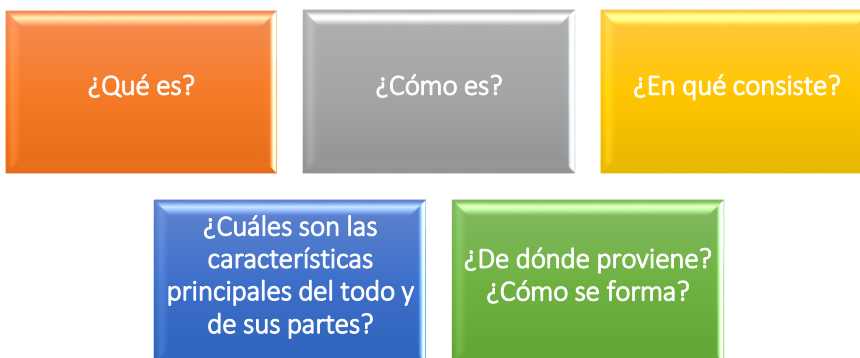 ¿Qué es?
¿Cómo es?
¿En qué consiste?
¿Cuáles son las
características
principales del todo y
de sus partes?
¿De dónde proviene?
¿Cómo se forma?